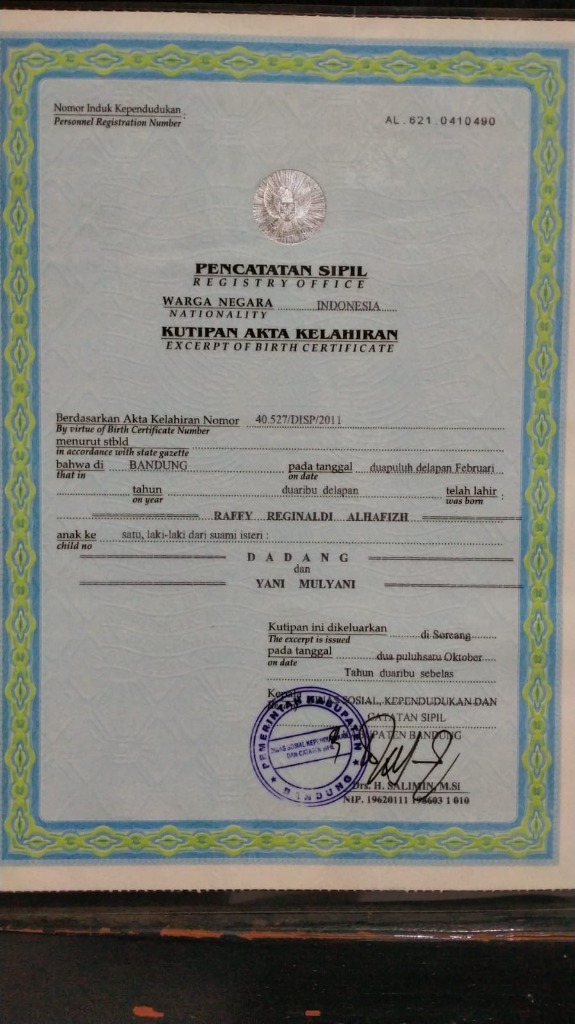 Nomor Induk Kependudukan :
Personnel Registration Number
AL.621.0410490
PENCATATAN SIPIL
REGISTRY OFFICE
WARGA NEGARA INDONESIA
NATIONALITY
KUTIPAN AKTA KELAHIRAN
EXCERPT OF BIRTH CERTIFICATE
Berdasarkan Akta Kelahiran Nomor 40.527/DISP/2011
By virtue of Birth Certificate Number
menurut stbld
in accordance with state gazette
bahwa di BANDUNG pada tanggal duapuluh delapan Februari
that in on date
tahun duaribu delapan telah lahir :
on year was born
RAFFY REGINALDI ALHAFIZH
anak ke satu, laki-laki dari suami isteri :
child no
DADANG
dan
YANI MULYANI
Kutipan ini dikeluarkan di Soreang
The excerpt is issued
pada tanggal dua puluhsatu Oktober
on date
Tahun duaribu sebelas
SOSIAL, KEPENDUDUKAN DAN
CATATAN SIPIL
BANDUNG
PEMERINTAH KABUPATEN
DINAS SOSIAL
DAN CATATAN SIPIL
BANDUNG
Drs. H. SALIMIN, M.Si
NIP. 19620111 198603 1 010